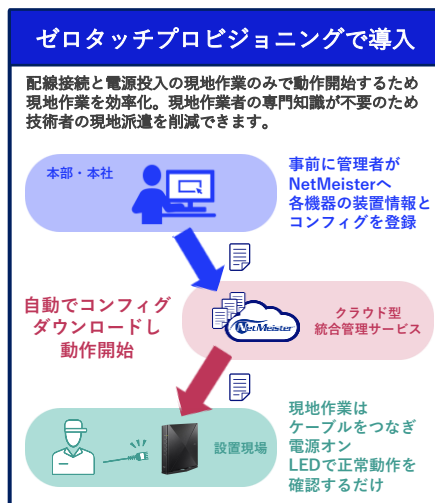 ゼロタッチプロビジョニングで導入
配線接続と電源投入の現地作業のみで動作開始するため
現地作業を効率化。現地作業者の専門知識が不要のため
技術者の現地派遣を削減できます。
本部・本社
事前に管理者が
NetMeisterへ
各機器の装置情報と
コンフィグを登録
自動でコンフィグ
ダウンロードし
動作開始
NetMeister
クラウド型
統合管理サービス
設置現場
現地作業は
ケーブルをつなぎ
電源オン
LEDで正常動作を
確認するだけ